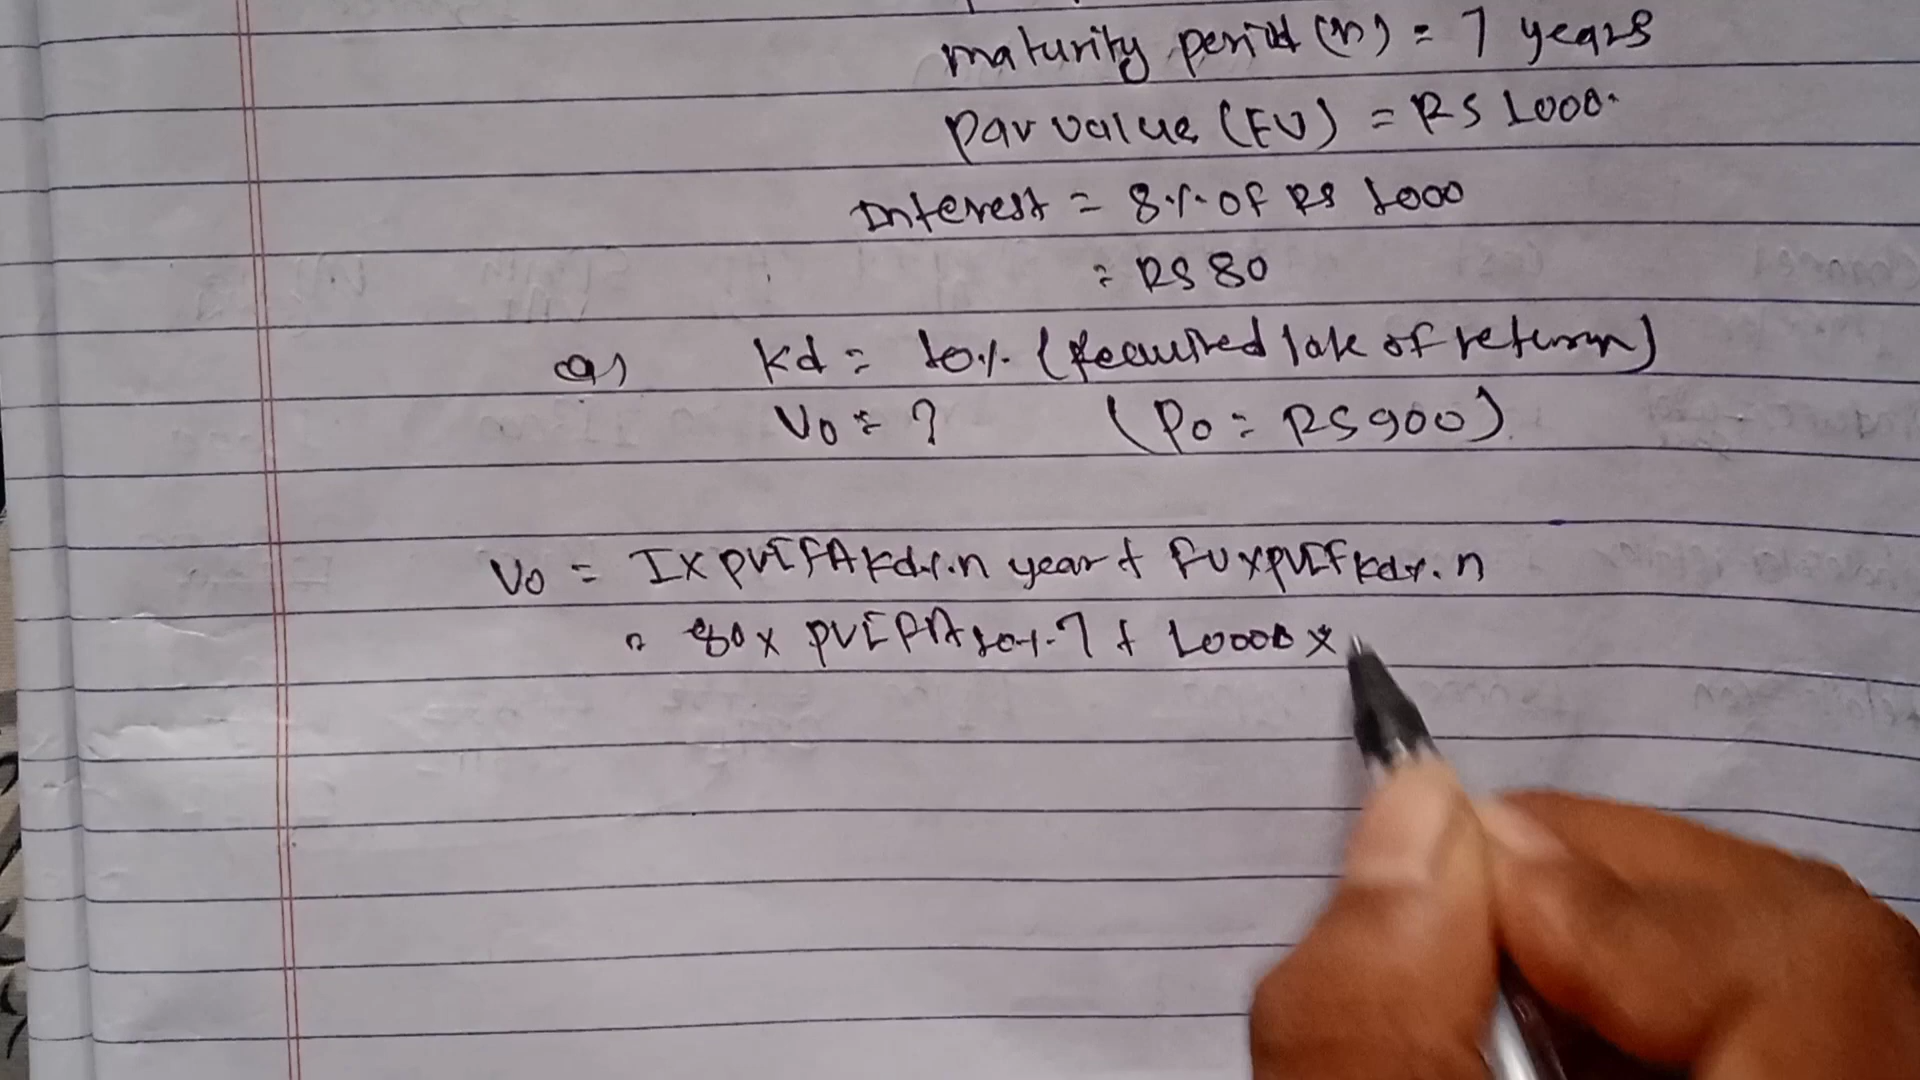 maturity period (n) = 7 years
par value (FV) = RS 1000.
Interest = 8% of RS 1000
= RS 80
a) kd = 10% (Required rate of return)
V0 = ? (P0 = RS 900)
V0 = I x PVIFA kd%.n year + FV x PVIF kd%.n
= 80 x PVIFA 10%.7 + 1000 x